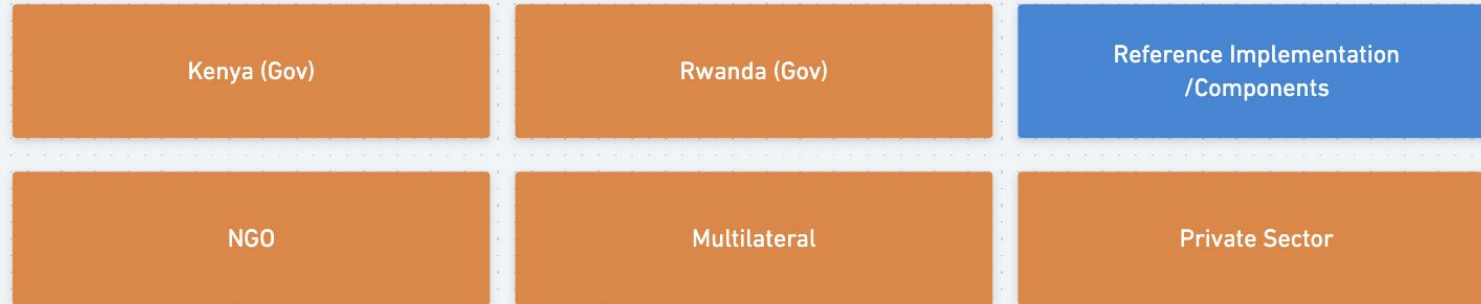 Kenya (Gov)
Rwanda (Gov)
Reference Implementation
/Components
NGO
Multilateral
Private Sector